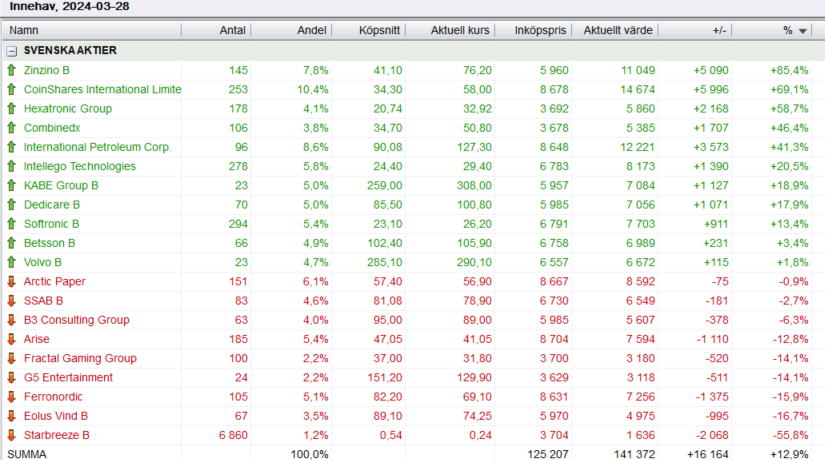 Innehav, 2024-03-28
Namn Antal Andel Köpsnitt Aktuell kurs Inköpspris Aktuellt värde +/- %
SVENSKA AKTIER
Zinzino B 145 7,8% 41,10 76,20 5 960 11 049 +5 090 +85,4%
CoinShares International Limite 253 10,4% 34,30 58,00 8 678 14 674 +5 996 +69,1%
Hexatronic Group 178 4,1% 20,74 32,92 3 692 5 860 +2 168 +58,7%
Combinedx 106 3,8% 34,70 50,80 3 678 5 385 +1 707 +46,4%
International Petroleum Corp. 96 8,6% 90,08 127,30 8 648 12 221 +3 573 +41,3%
Intellego Technologies 278 5,8% 24,40 29,40 6 783 8 173 +1 390 +20,5%
KABE Group B 23 5,0% 259,00 308,00 5 957 7 084 +1 127 +18,9%
Dedicare B 70 5,0% 85,50 100,80 5 985 7 056 +1 071 +17,9%
Softronic B 294 5,4% 23,10 26,20 6 791 7 703 +911 +13,4%
Betsson B 66 4,9% 102,40 105,90 6 758 6 989 +231 +3,4%
Volvo B 23 4,7% 285,10 290,10 6 557 6 672 +115 +1,8%
Arctic Paper 151 6,1% 57,40 56,90 8 667 8 592 -75 -0,9%
SSAB B 83 4,6% 81,08 78,90 6 730 6 549 -181 -2,7%
B3 Consulting Group 63 4,0% 95,00 89,00 5 985 5 607 -378 -6,3%
Arise 185 5,4% 47,05 41,05 8 704 7 594 -1 110 -12,8%
Fractal Gaming Group 100 2,2% 37,00 31,80 3 700 3 180 -520 -14,1%
G5 Entertainment 24 2,2% 151,20 129,90 3 629 3 118 -511 -14,1%
Ferronordic 105 5,1% 82,20 69,10 8 631 7 256 -1 375 -15,9%
Eolus Vind B 67 3,5% 89,10 74,25 5 970 4 975 -995 -16,7%
Starbreeze B 6 860 1,2% 0,54 0,24 3 704 1 636 -2 068 -55,8%
SUMMA 100,0% 125 207 141 372 +16 164 +12,9%